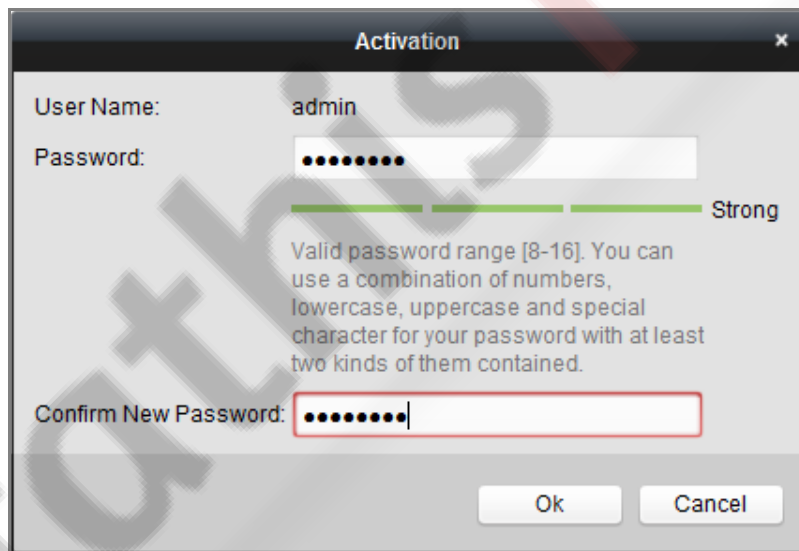 Activation ×
User Name: admin
Password: ●●●●●●●●
Strong
Valid password range [8-16]. You can
use a combination of numbers,
lowercase, uppercase and special
character for your password with at least
two kinds of them contained.
Confirm New Password: ●●●●●●●●
Ok Cancel
athis